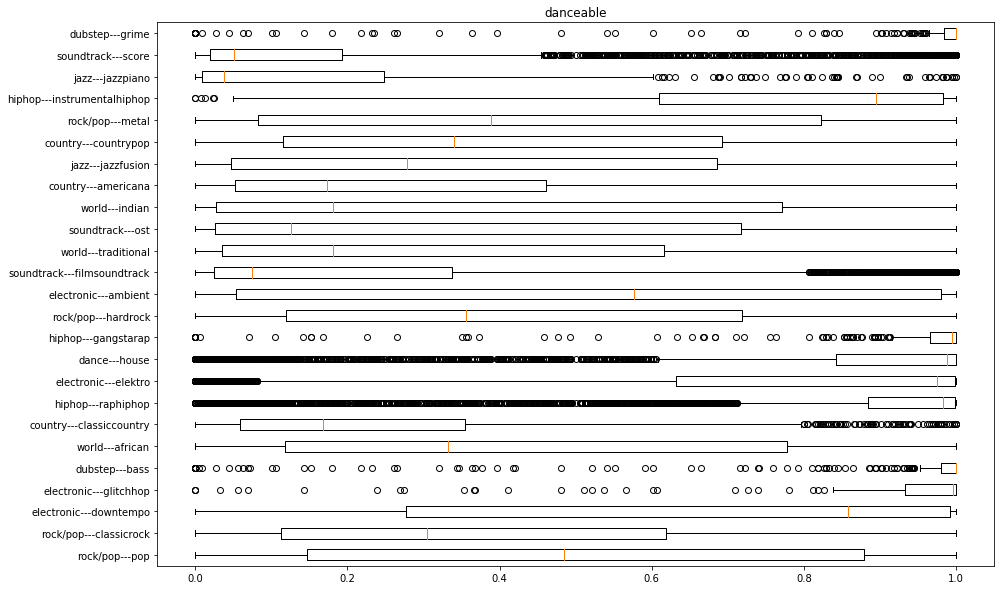 danceable
dubstep---grime
soundtrack---score
jazz---jazzpiano
hiphop---instrumentalhiphop
rock/pop---metal
country---countrypop
jazz---jazzfusion
country---americana
world---indian
soundtrack---ost
world---traditional
soundtrack---filmsoundtrack
electronic---ambient
rock/pop---hardrock
hiphop---gangstarap
dance---house
electronic---elektro
hiphop---raphiphop
country---classiccountry
world---african
dubstep---bass
electronic---glitchhop
electronic---downtempo
rock/pop---classicrock
rock/pop---pop
0.0 0.2 0.4 0.6 0.8 1.0